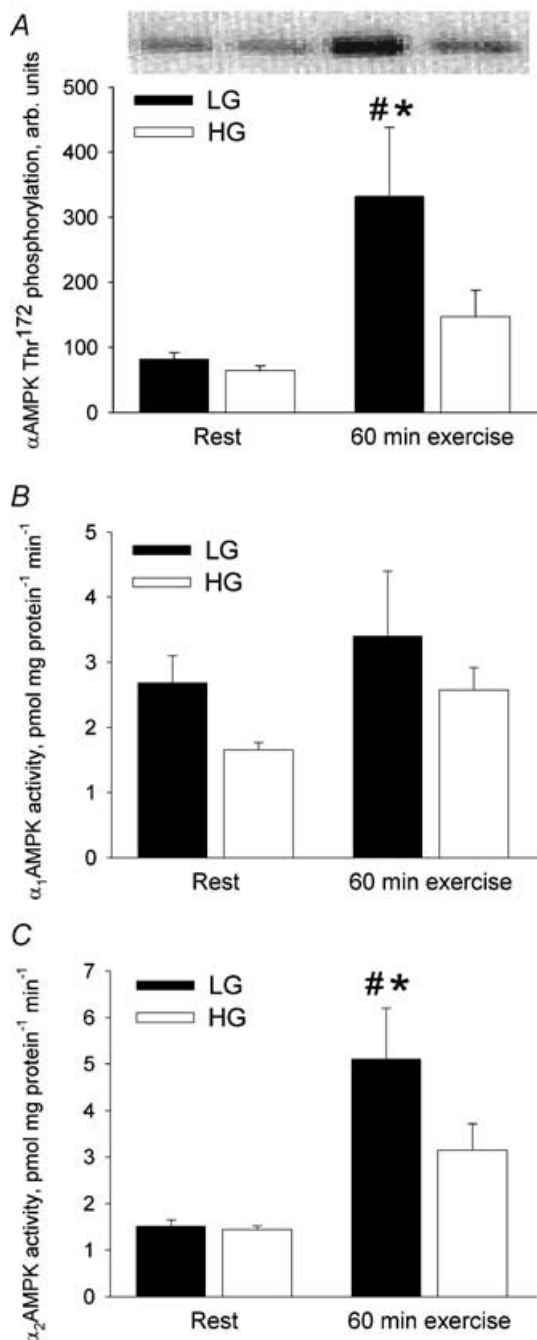 A
αAMPK Thr172 phosphorylation, arb. units
500
400
300
200
100
0
LG
HG
#*
Rest
60 min exercise
B
α1AMPK activity, pmol mg protein-1 min-1
5
4
3
2
1
0
LG
HG
Rest
60 min exercise
C
α2AMPK activity, pmol mg protein-1 min-1
7
6
5
4
3
2
1
0
LG
HG
#*
Rest
60 min exercise